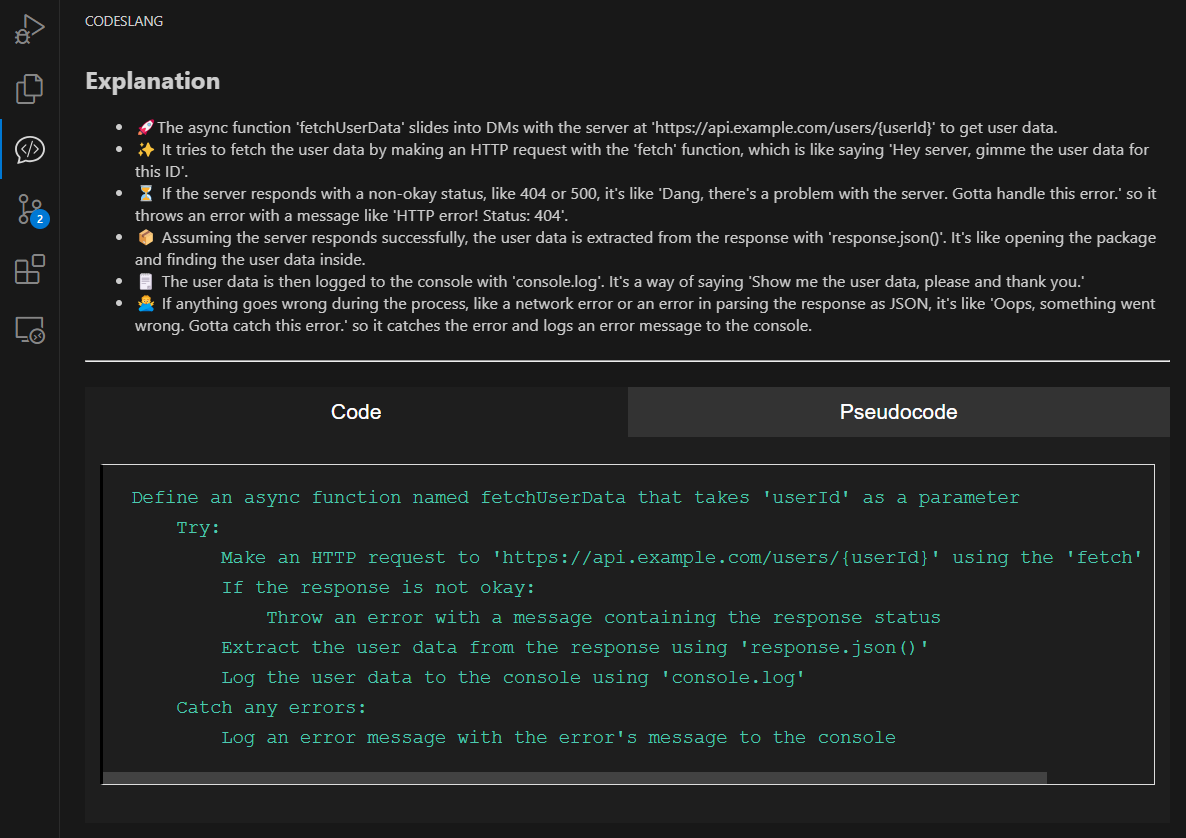 CODESLANG
Explanation
• 🚀The async function 'fetchUserData' slides into DMs with the server at 'https://api.example.com/users/{userId}' to get user data.
• ✨ It tries to fetch the user data by making an HTTP request with the 'fetch' function, which is like saying 'Hey server, gimme the user data for
this ID'.
• ⏳ If the server responds with a non-okay status, like 404 or 500, it's like 'Dang, there's a problem with the server. Gotta handle this error.' so it
throws an error with a message like 'HTTP error! Status: 404'.
• 📦 Assuming the server responds successfully, the user data is extracted from the response with 'response.json()'. It's like opening the package
and finding the user data inside.
• 🗒️ The user data is then logged to the console with 'console.log'. It's a way of saying 'Show me the user data, please and thank you.'
• 🙅‍♂️ If anything goes wrong during the process, like a network error or an error in parsing the response as JSON, it's like 'Oops, something went
wrong. Gotta catch this error.' so it catches the error and logs an error message to the console.
Code
Pseudocode
Define an async function named fetchUserData that takes 'userId' as a parameter
Try:
Make an HTTP request to 'https://api.example.com/users/{userId}' using the 'fetch'
If the response is not okay:
Throw an error with a message containing the response status
Extract the user data from the response using 'response.json()'
Log the user data to the console using 'console.log'
Catch any errors:
Log an error message with the error's message to the console
2